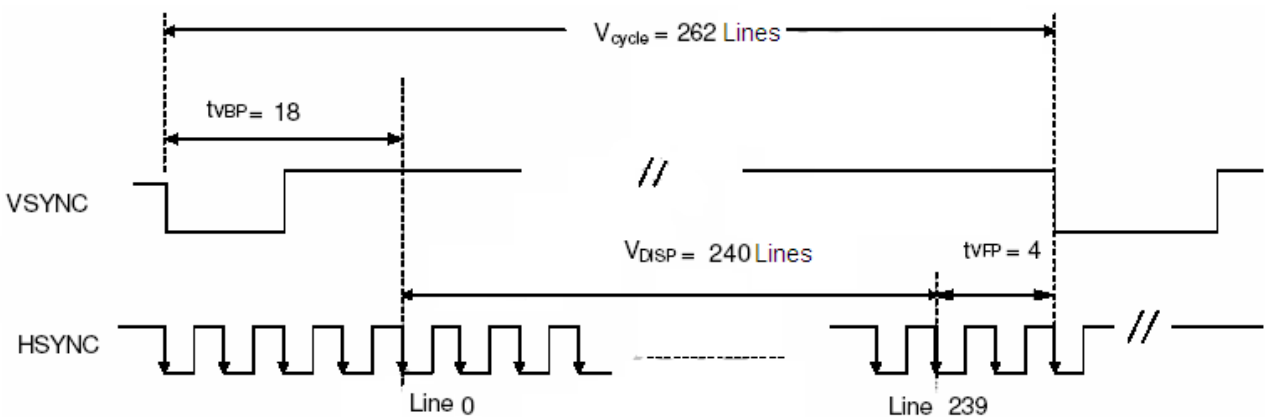 Vcycle = 262 Lines
tVBP = 18
//
VSYNC
VDISP = 240 Lines
tVFP = 4
HSYNC
//
Line 0
Line 239